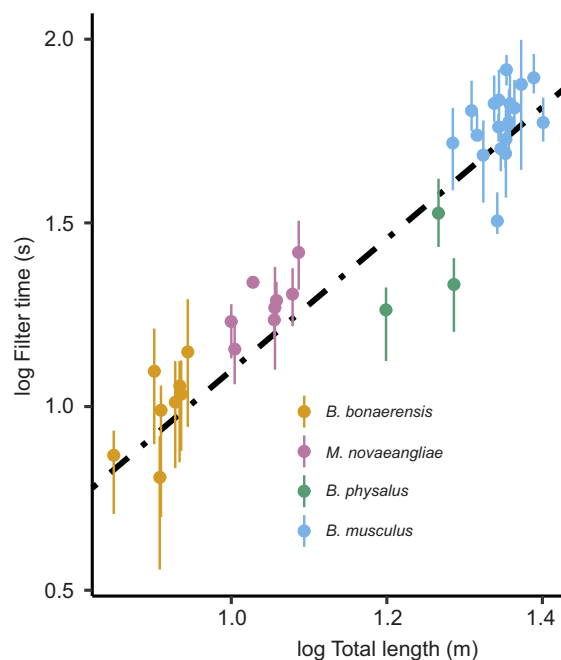 log Filter time (s)
2.0
1.5
1.0
0.5
B. bonaerensis
M. novaeangliae
B. physalus
B. musculus
1.0
1.2
1.4
log Total length (m)